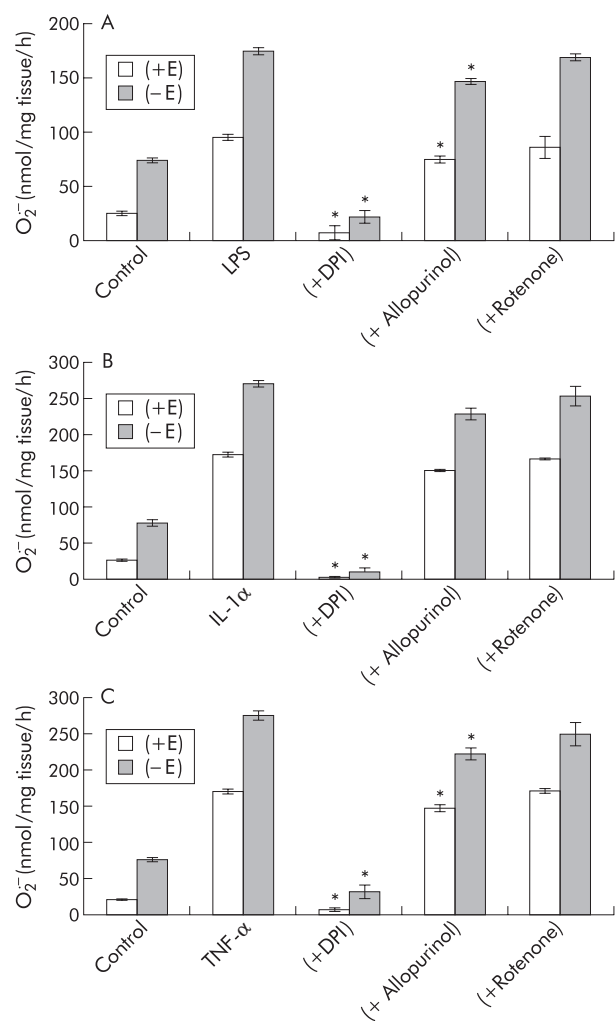 A
O₂·⁻ (nmol/mg tissue/h)
200
150
100
50
0
(+E)
(−E)
*
*
*
*
Control
LPS
(+DPI)
(+ Allopurinol)
(+Rotenone)
B
O₂·⁻ (nmol/mg tissue/h)
300
250
200
150
100
50
0
(+E)
(−E)
*
*
Control
IL-1α
(+DPI)
(+ Allopurinol)
(+Rotenone)
C
O₂·⁻ (nmol/mg tissue/h)
300
250
200
150
100
50
0
(+E)
(−E)
*
*
*
*
Control
TNF-α
(+DPI)
(+ Allopurinol)
(+Rotenone)